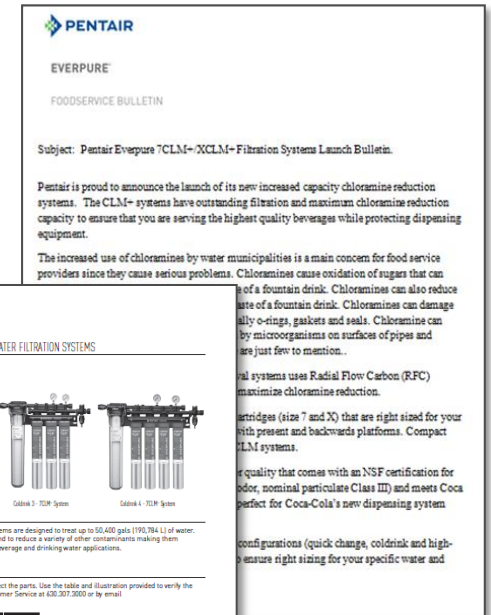 PENTAIR
EVERPURE
FOODSERVICE BULLETIN
Subject: Pentair Everpure 7CLM+/XCLM+ Filtration Systems Launch Bulletin.
Pentair is proud to announce the launch of its new increased capacity chloramine reduction
systems. The CLM+ systems have outstanding filtration and maximum chloramine reduction
capacity to ensure that you are serving the highest quality beverages while protecting dispensing
equipment.
The increased use of chloramines by water municipalities is a main concern for food service
providers since they cause serious problems. Chloramines cause oxidation of sugars that can
of a fountain drink. Chloramines can also reduce
aste of a fountain drink. Chloramines can damage
ally o-rings, gaskets and seals. Chloramine can
by microorganisms on surfaces of pipes and
are just few to mention..
al systems uses Radial Flow Carbon (RFC)
maximize chloramine reduction.
artridges (size 7 and X) that are right sized for your
with present and backwards platforms. Compact
CLM systems.
quality that comes with an NSF certification for
odor, nominal particulate Class III) and meets Coca
perfect for Coca-Cola's new dispensing system
configurations (quick change, coldrink and high-
ensure right sizing for your specific water and
ATER FILTRATION SYSTEMS
Coldrink 3 - 7CLM+ System
Coldrink 4 - 7CLM+ System
ems are designed to treat up to 50,400 gals (190,784 L) of water.
nd to reduce a variety of other contaminants making them
everage and drinking water applications.
ect the parts. Use the table and illustration provided to verify the
mer Service at 630.307.3000 or by email